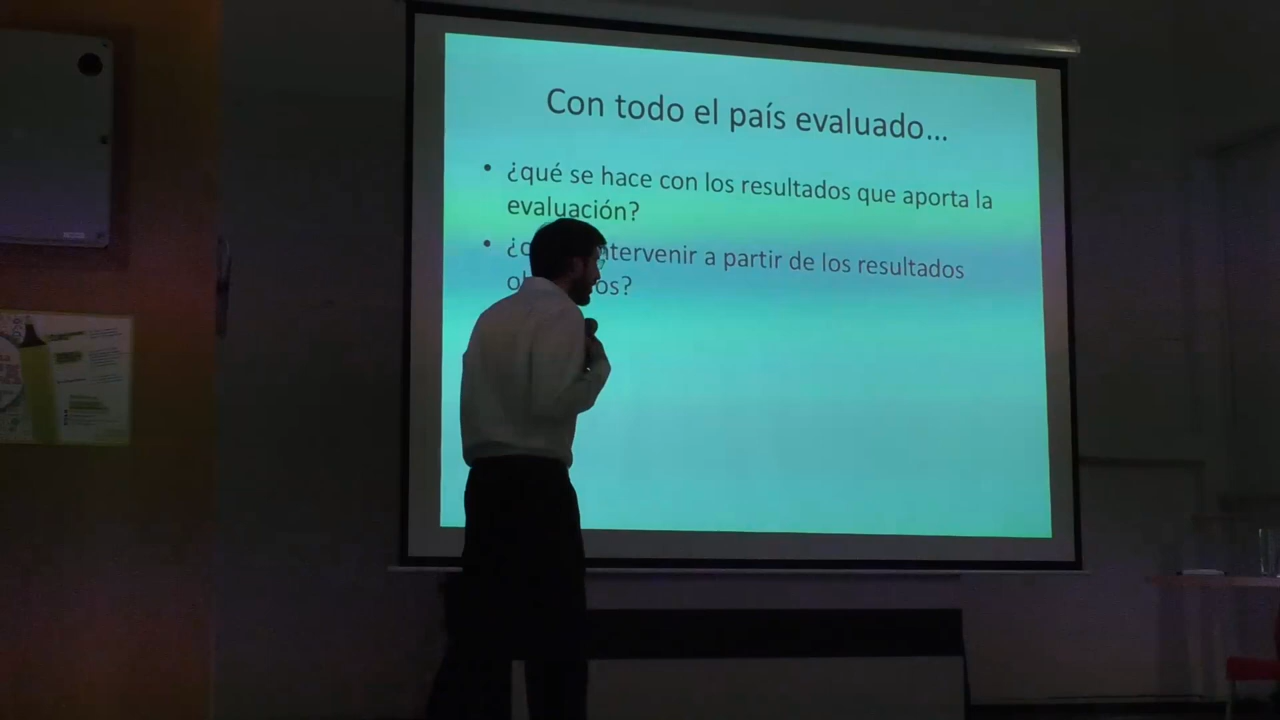 Con todo el país evaluado...
• ¿qué se hace con los resultados que aporta la
evaluación?
• intervenir a partir de los resultados